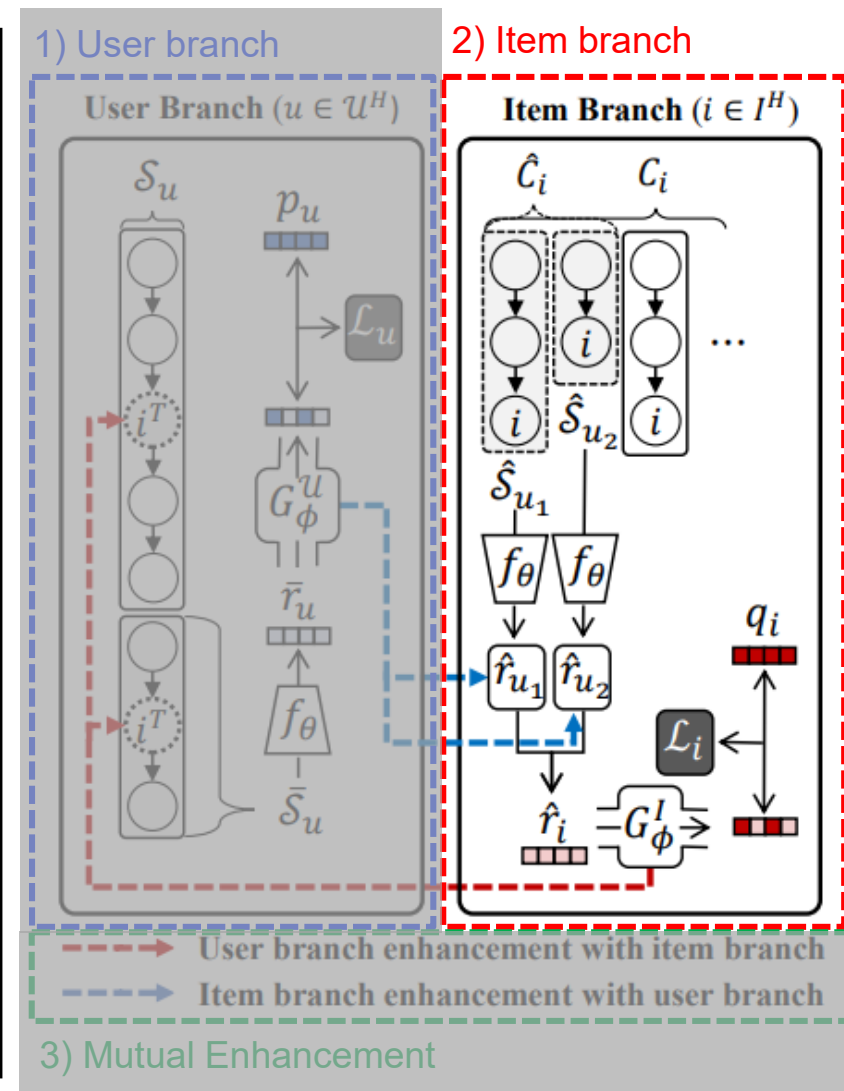 1) User branch
User Branch (u ∈ 𝒰^H)
𝒮_u
p_u
ℒ_u
i^T
G_ϕ^𝒰
r̄_u
i^T
f_θ
𝒮̄_u
2) Item branch
Item Branch (i ∈ I^H)
Ĉ_i
C_i
i
i
i
...
𝒮̂_{u_2}
𝒮̂_{u_1}
f_θ
f_θ
r̂_{u_1}
r̂_{u_2}
q_i
ℒ_i
r̂_i
G_ϕ^I
User branch enhancement with item branch
Item branch enhancement with user branch
3) Mutual Enhancement